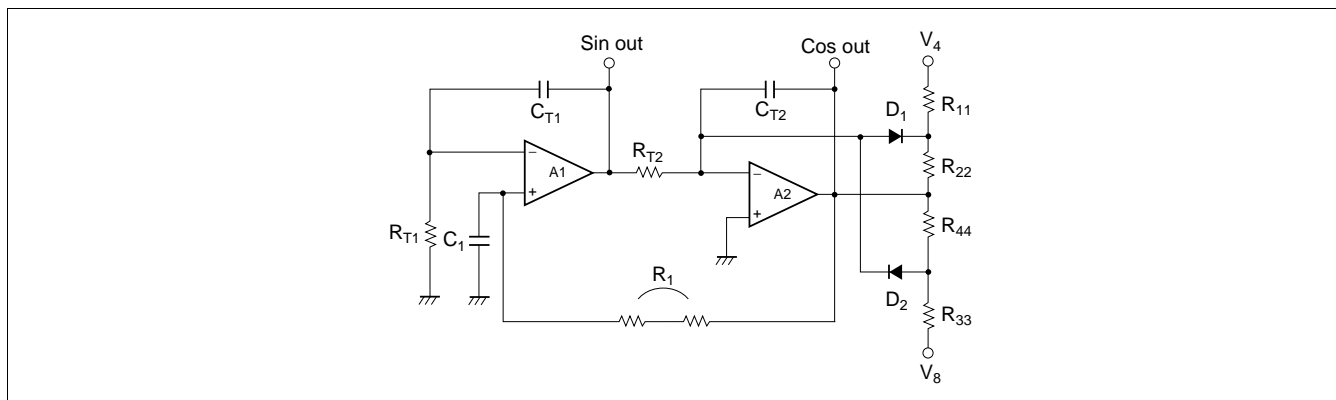 Sin out
Cos out
V4
CT1
CT2
D1
R11
RT2
R22
−
A1
+
−
A2
+
RT1
C1
R44
R1
D2
R33
V8